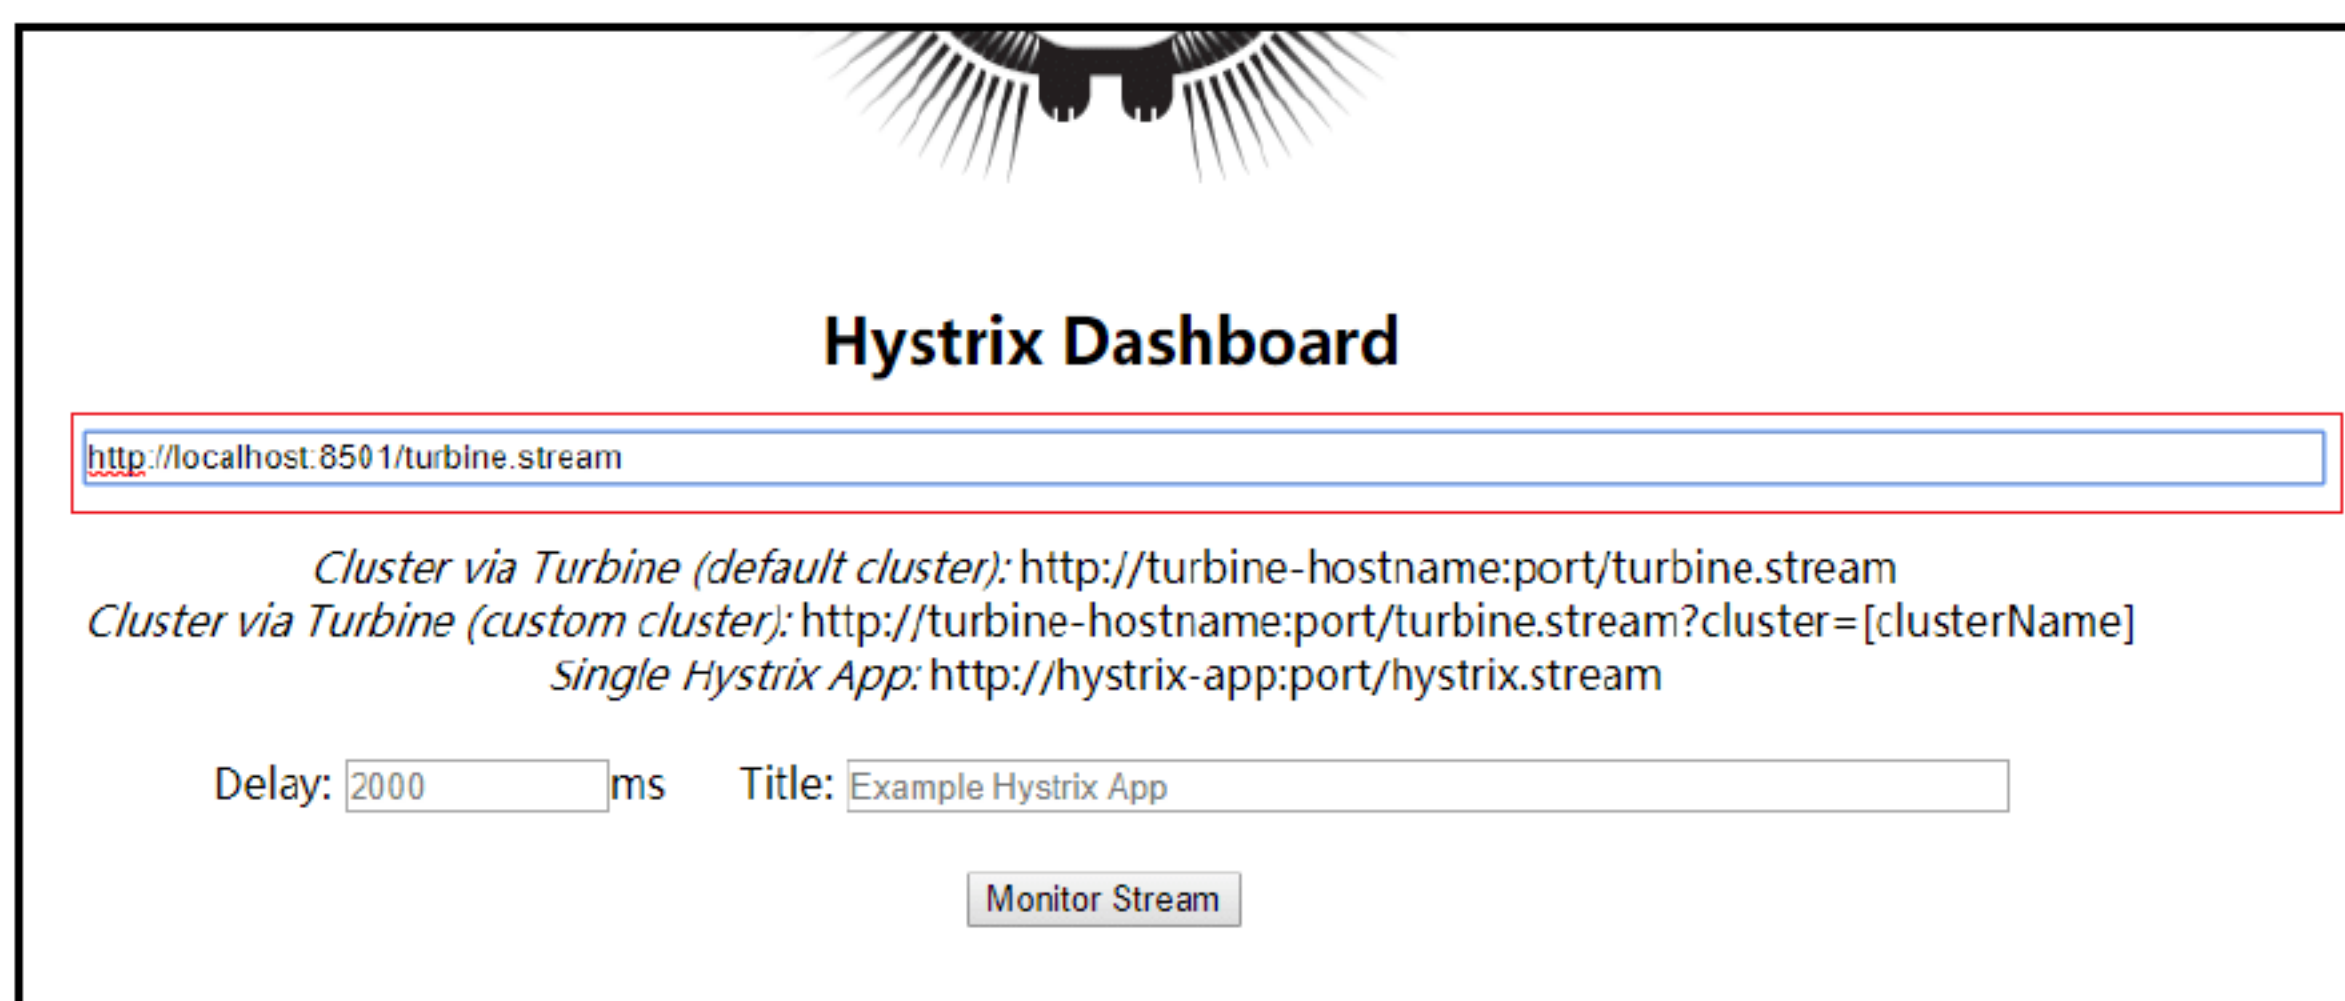 Hystrix Dashboard
http://localhost:8501/turbine.stream
Cluster via Turbine (default cluster): http://turbine-hostname:port/turbine.stream
Cluster via Turbine (custom cluster): http://turbine-hostname:port/turbine.stream?cluster=[clusterName]
Single Hystrix App: http://hystrix-app:port/hystrix.stream
Delay: 2000 ms Title: Example Hystrix App
Monitor Stream